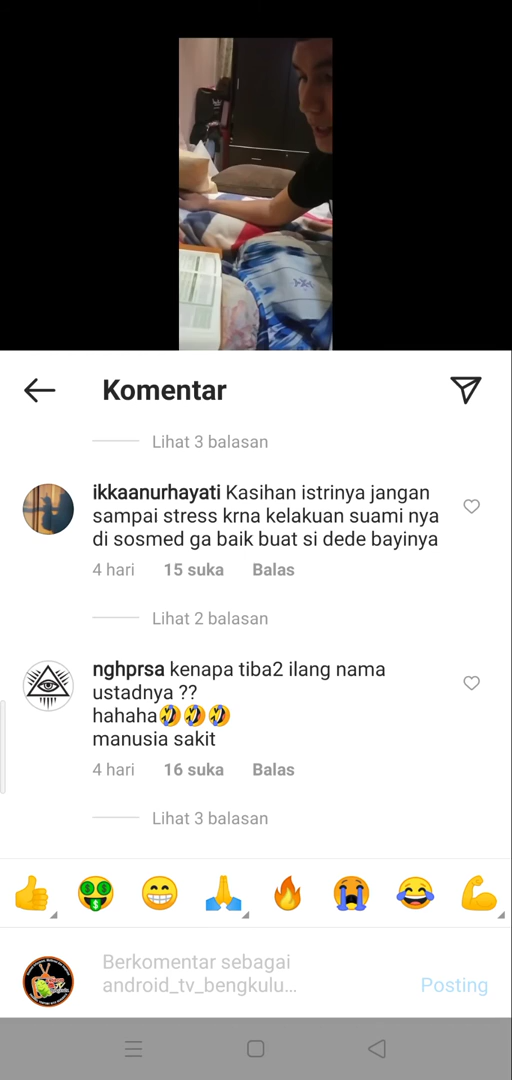 Komentar
Lihat 3 balasan
ikkaanurhayati Kasihan istrinya jangan
sampai stress krna kelakuan suami nya
di sosmed ga baik buat si dede bayinya
4 hari 15 suka Balas
Lihat 2 balasan
nghprsa kenapa tiba2 ilang nama
ustadnya ??
hahaha🤣🤣🤣
manusia sakit
4 hari 16 suka Balas
Lihat 3 balasan
Berkomentar sebagai
android_tv_bengkulu...
Posting